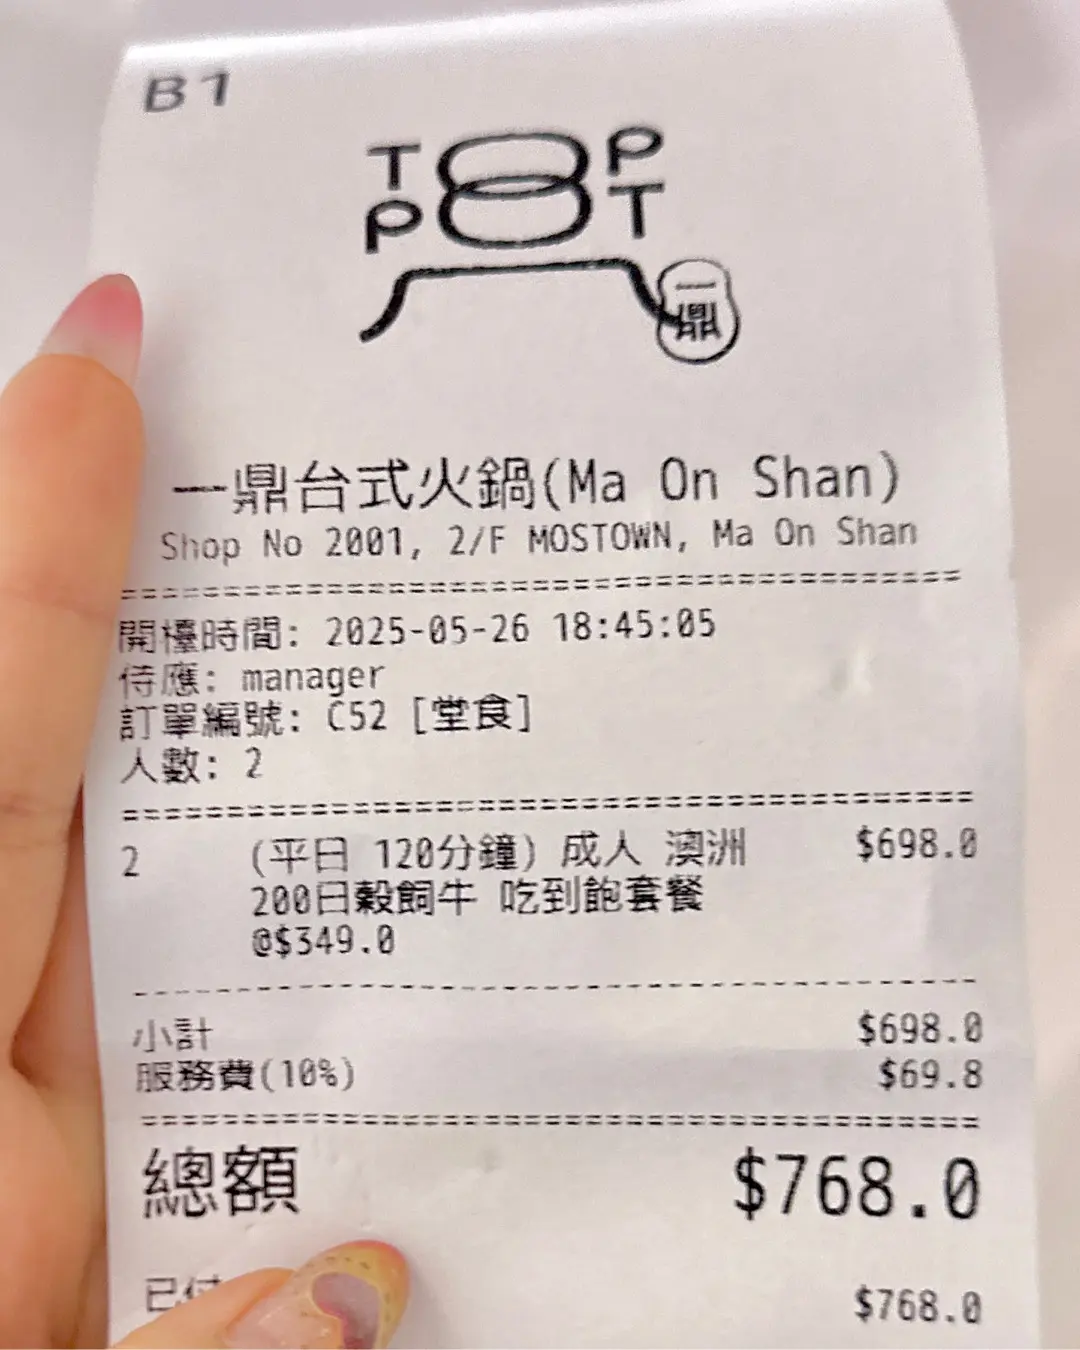 B1
TOP
POT
一鼎
一鼎台式火鍋(Ma On Shan)
Shop No 2001, 2/F MOSTOWN, Ma On Shan
開檯時間: 2025-05-26 18:45:05
侍應: manager
訂單編號: C52 [堂食]
人數: 2
2 (平日 120分鐘) 成人 澳洲 $698.0
200日穀飼牛 吃到飽套餐
@$349.0
小計 $698.0
服務費(10%) $69.8
總額 $768.0
已付 $768.0